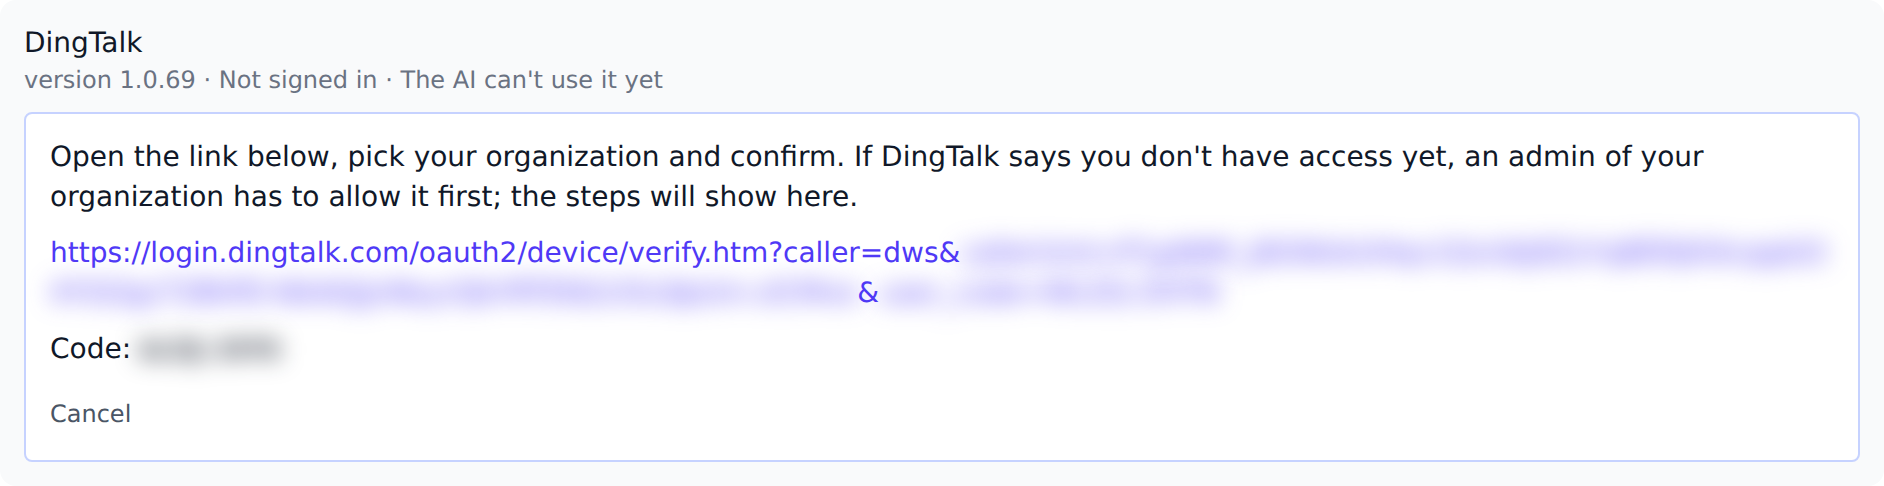 DingTalk
version 1.0.69 · Not signed in · The AI can't use it yet
Open the link below, pick your organization and confirm. If DingTalk says you don't have access yet, an admin of your
organization has to allow it first; the steps will show here.
https://login.dingtalk.com/oauth2/device/verify.htm?caller=dws&
&
Code:
Cancel